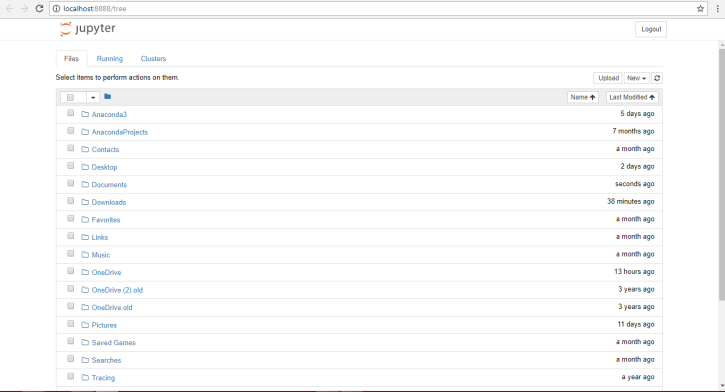 localhost:8888/tree
jupyter
Logout
Files Running Clusters
Select items to perform actions on them.
Upload New
Name Last Modified
Anaconda3 5 days ago
AnacondaProjects 7 months ago
Contacts a month ago
Desktop 2 days ago
Documents seconds ago
Downloads 38 minutes ago
Favorites a month ago
Links a month ago
Music a month ago
OneDrive 13 hours ago
OneDrive (2).old 3 years ago
OneDrive.old 3 years ago
Pictures 11 days ago
Saved Games a month ago
Searches a month ago
Tracing a year ago